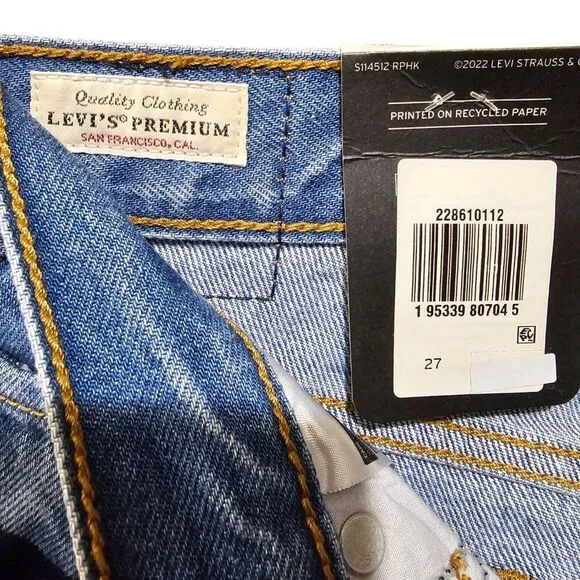 Quality Clothing
LEVI'S® PREMIUM
SAN FRANCISCO, CAL.
S114512 RPHK ©2022 LEVI STRAUSS &
PRINTED ON RECYCLED PAPER
228610112
1 95339 80704 5
27